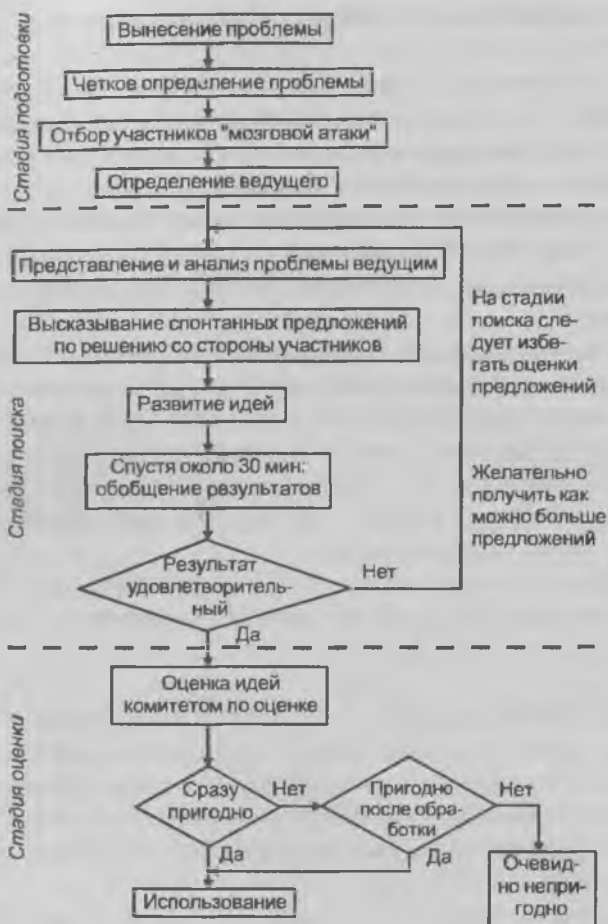 Стадия подготовки
Вынесение проблемы
Четкое определение проблемы
Отбор участников "мозговой атаки"
Определение ведущего
Стадия поиска
Представление и анализ проблемы ведущим
Высказывание спонтанных предложений
по решению со стороны участников
Развитие идей
Спустя около 30 мин:
обобщение результатов
Результат
удовлетворитель-
ный
Нет
Да
На стадии
поиска сле-
дует избе-
гать оценки
предложений
Желательно
получить как
можно больше
предложений
Стадия оценки
Оценка идей
комитетом по оценке
Сразу
пригодно
Нет
Да
Пригодно
после обра-
ботки
Нет
Да
Использование
Очевид-
но непри-
годно